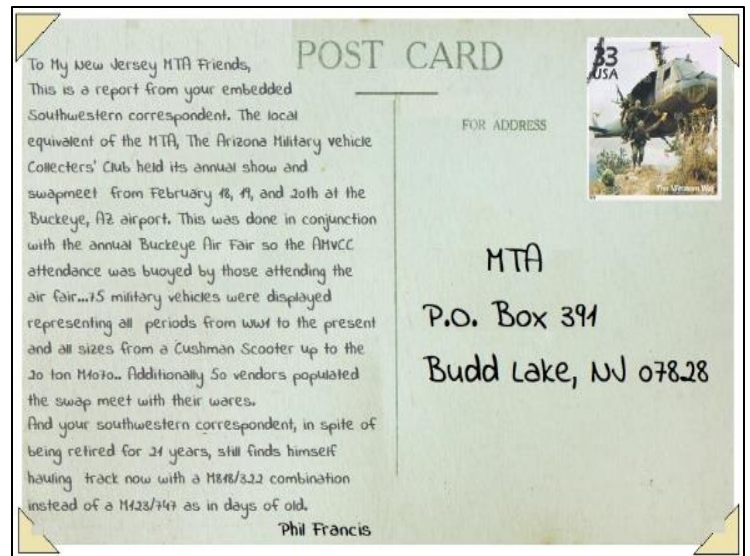 POST CARD
To My New Jersey MTA Friends,
This is a report from your embedded
Southwestern correspondent. The local
equivalent of the MTA, The Arizona Military vehicle
Collecters' Club held its annual show and
swapmeet from February 18, 19, and 20th at the
Buckeye, AZ airport. This was done in conjunction
with the annual Buckeye Air Fair so the AMVCC
attendance was buoyed by those attending the
air fair...75 military vehicles were displayed
representing all periods from WW1 to the present
and all sizes from a Cushman Scooter up to the
20 ton M1070.. Additionally 50 vendors populated
the swap meet with their wares.
And your southwestern correspondent, in spite of
being retired for 21 years, still finds himself
hauling track now with a M818/322 combination
instead of a M123/747 as in days of old.
Phil Francis
33
USA
The Vietnam War
FOR ADDRESS
MTA
P.O. Box 391
Budd Lake, NJ 07828